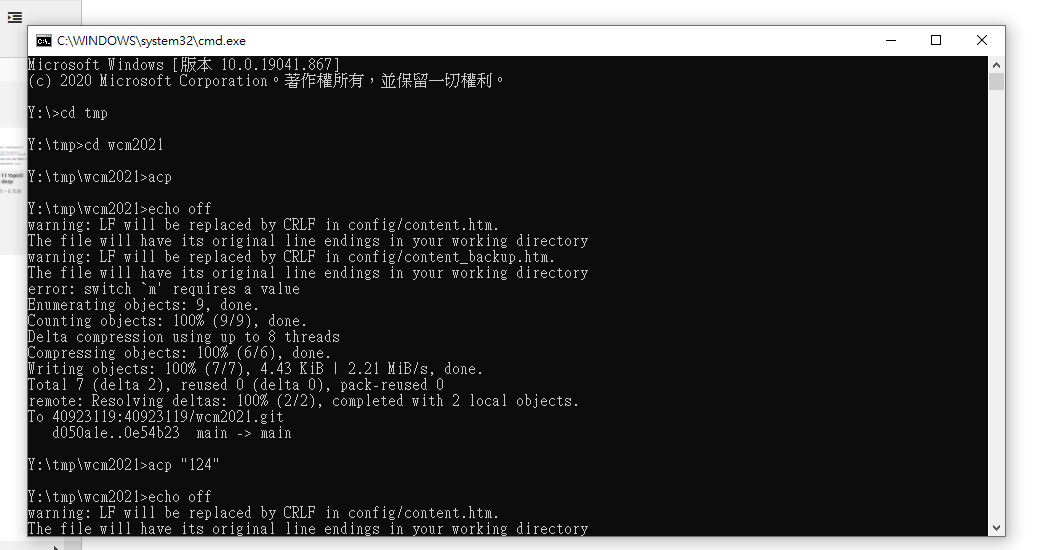 C:\WINDOWS\system32\cmd.exe
Microsoft Windows [版本 10.0.19041.867]
(c) 2020 Microsoft Corporation。著作權所有，並保留一切權利。
Y:\>cd tmp
Y:\tmp>cd wcm2021
Y:\tmp\wcm2021>acp
Y:\tmp\wcm2021>echo off
warning: LF will be replaced by CRLF in config/content.htm.
The file will have its original line endings in your working directory
warning: LF will be replaced by CRLF in config/content_backup.htm.
The file will have its original line endings in your working directory
error: switch `m' requires a value
Enumerating objects: 9, done.
Counting objects: 100% (9/9), done.
Delta compression using up to 8 threads
Compressing objects: 100% (6/6), done.
Writing objects: 100% (7/7), 4.43 KiB | 2.21 MiB/s, done.
Total 7 (delta 2), reused 0 (delta 0), pack-reused 0
remote: Resolving deltas: 100% (2/2), completed with 2 local objects.
To 40923119:40923119/wcm2021.git
   d050a1e..0e54b23  main -> main
Y:\tmp\wcm2021>acp "124"
Y:\tmp\wcm2021>echo off
warning: LF will be replaced by CRLF in config/content.htm.
The file will have its original line endings in your working directory